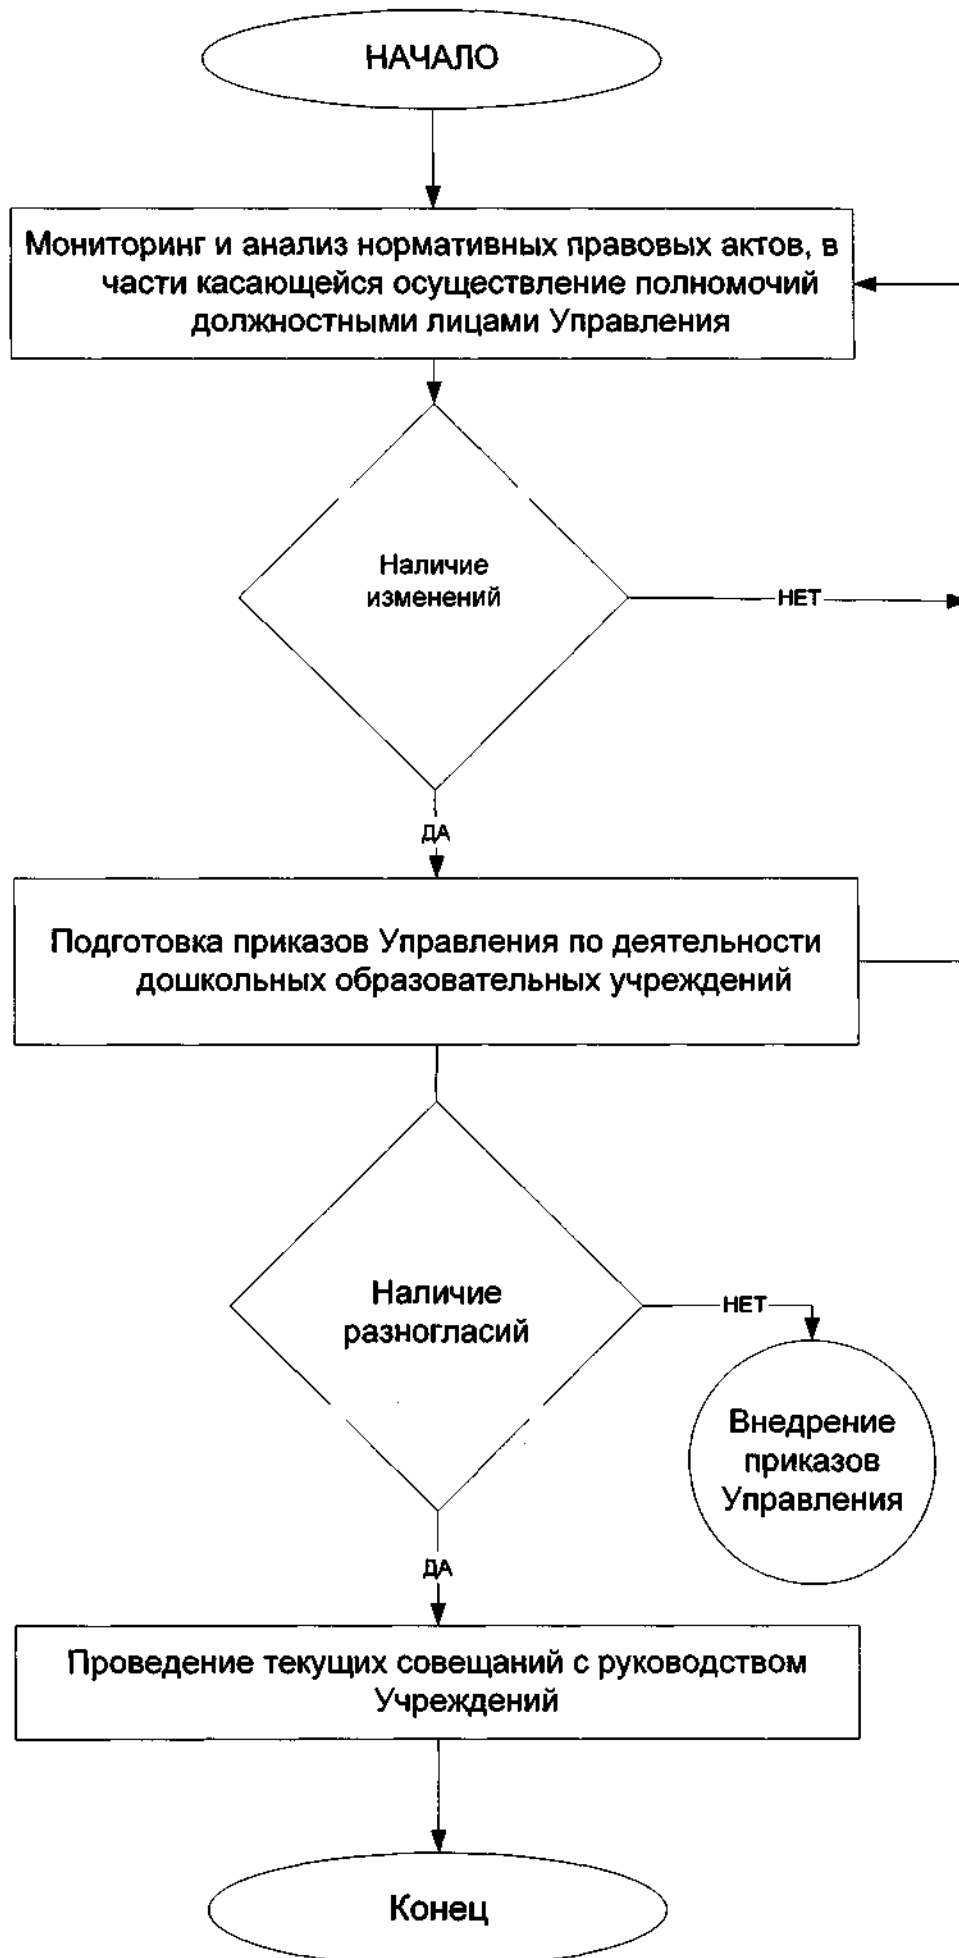 НАЧАЛО
Мониторинг и анализ нормативных правовых актов, в
части касающейся осуществление полномочий
должностными лицами Управления
Наличие
изменений
НЕТ
ДА
Подготовка приказов Управления по деятельности
дошкольных образовательных учреждений
Наличие
разногласий
НЕТ
Внедрение
приказов
Управления
ДА
Проведение текущих совещаний с руководством
Учреждений
Конец